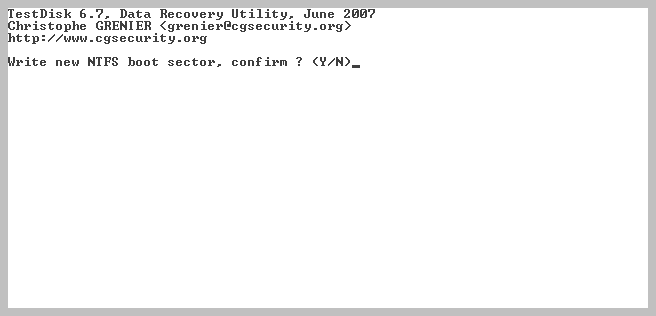 TestDisk 6.7, Data Recovery Utility, June 2007
Christophe GRENIER <grenier@cgsecurity.org>
http://www.cgsecurity.org
Write new NTFS boot sector, confirm ? (Y/N)_